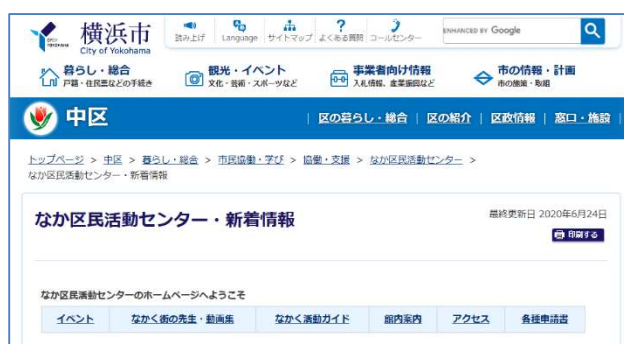 横浜市
City of Yokohama
読み上げ Language サイトマップ よくある質問 コールセンター
ENHANCED BY Google
暮らし・総合
戸籍・住民票などの手続き
観光・イベント
文化・芸術・スポーツなど
事業者向け情報
入札情報、産業振興など
市の情報・計画
市の施策・取組
中区
区の暮らし・総合 | 区の紹介 | 区政情報 | 窓口・施設
トップページ > 中区 > 暮らし・総合 > 市民協働・学び > 協働・支援 > なか区民活動センター >
なか区民活動センター・新着情報
なか区民活動センター・新着情報
最終更新日 2020年6月24日
印刷する
なか区民活動センターのホームページへようこそ
イベント なかく街の先生・動画集 なかく活動ガイド 館内案内 アクセス 各種申請書